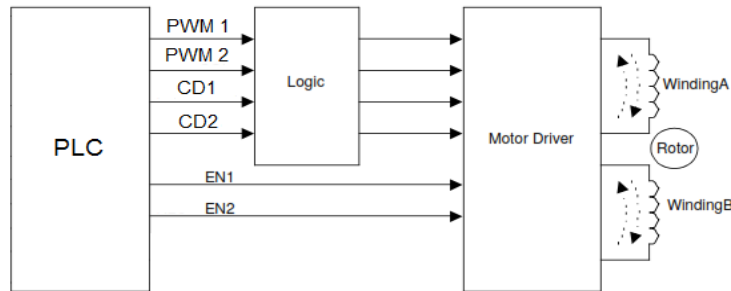 PLC
PWM 1
PWM 2
CD1
CD2
EN1
EN2
Logic
Motor Driver
WindingA
Rotor
WindingB